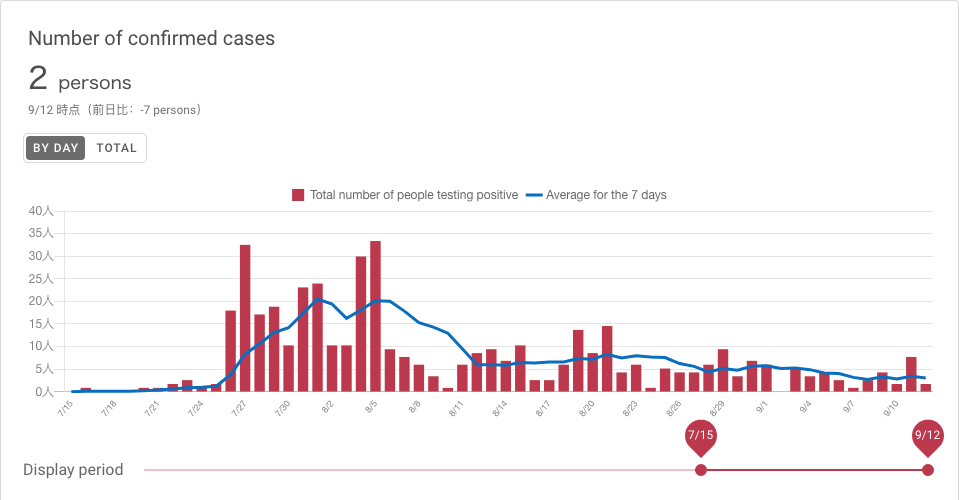 Number of confirmed cases
2 persons
9/12 時点（前日比：-7 persons）
BY DAY TOTAL
Total number of people testing positive Average for the 7 days
40人
35人
30人
25人
20人
15人
10人
5人
0人
7/15 7/18 7/21 7/24 7/27 7/30 8/2 8/5 8/8 8/11 8/14 8/17 8/20 8/23 8/26 8/29 9/1 9/4 9/7 9/10
7/15 9/12
Display period